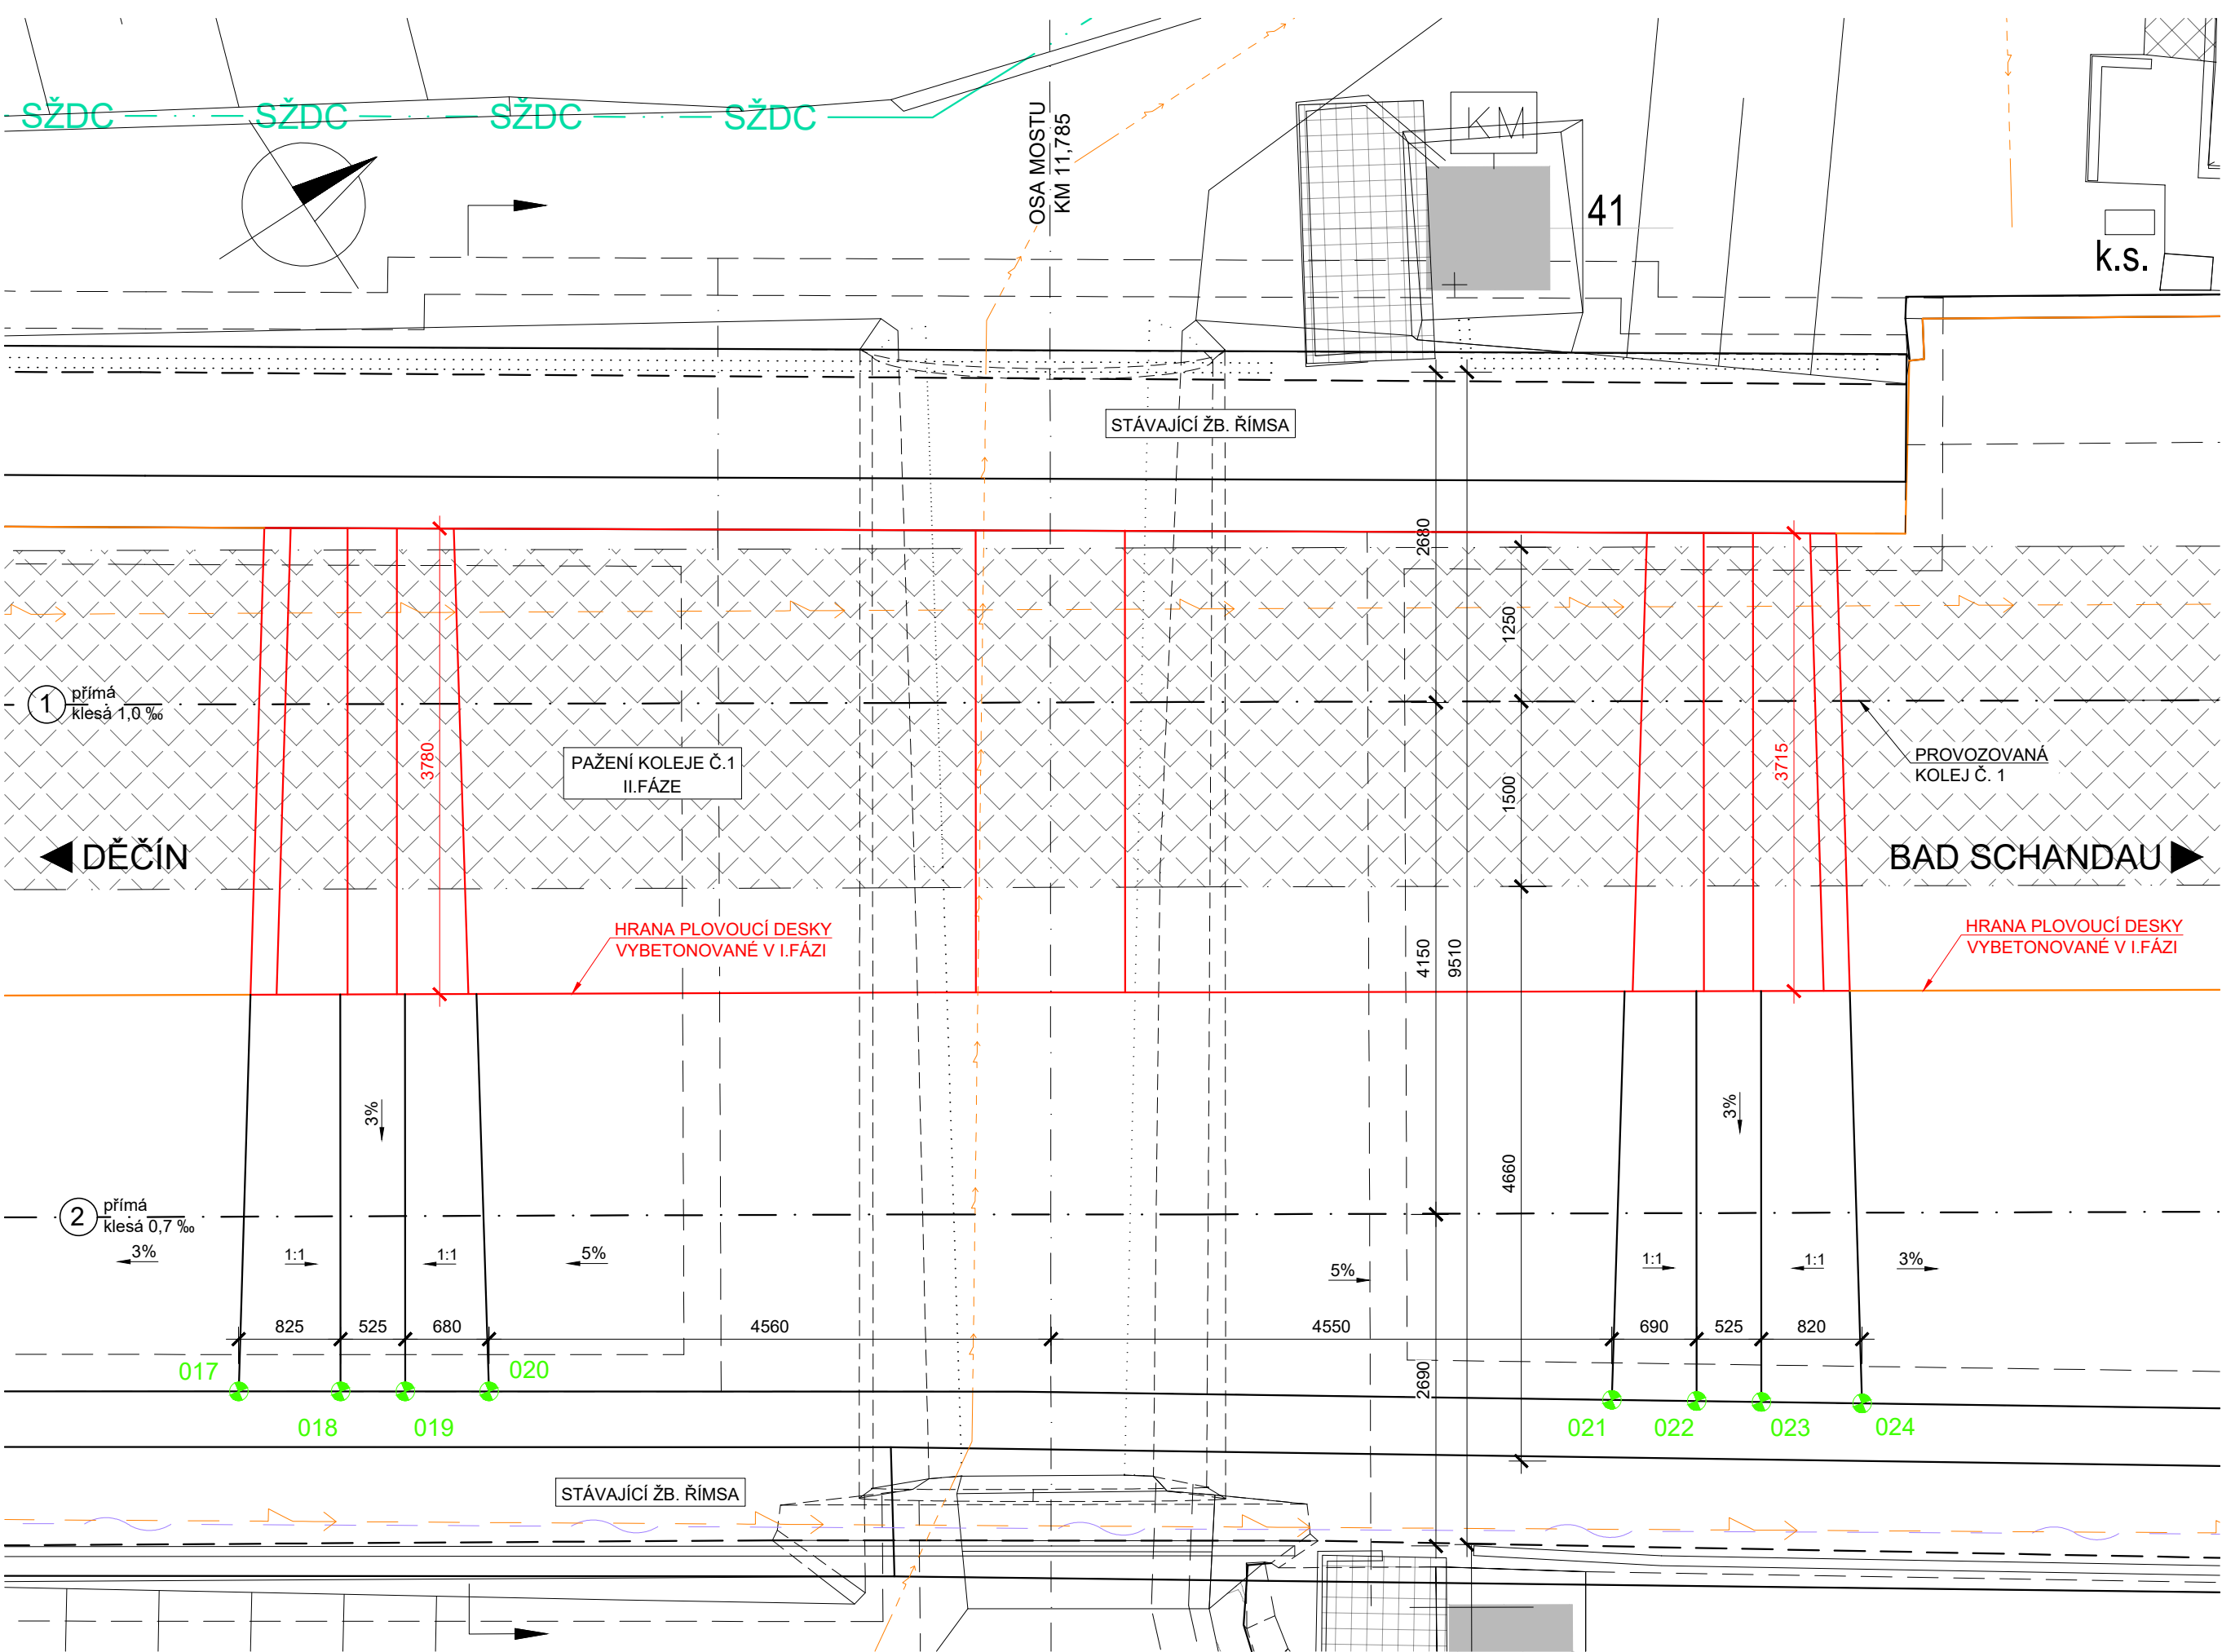 SŽDC SŽDC SŽDC SŽDC
OSA MOSTU
KM 11,785
KM
41
k.s.
STÁVAJÍCÍ ŽB. ŘÍMSA
2680
1250
1 přímá
klesá 1,0 ‰
3780
PAŽENÍ KOLEJE Č.1
II.FÁZE
1500
3715
PROVOZOVANÁ
KOLEJ Č. 1
DĚČÍN
BAD SCHANDAU
HRANA PLOVOUCÍ DESKY
VYBETONOVANÉ V I.FÁZI
4150
9510
HRANA PLOVOUCÍ DESKY
VYBETONOVANÉ V I.FÁZI
3%
3%
4660
2 přímá
klesá 0,7 ‰
3% 1:1 1:1 5%
5% 1:1 1:1 3%
825 525 680 4560 4550 690 525 820
2690
017 020
018 019
021 022 023 024
STÁVAJÍCÍ ŽB. ŘÍMSA